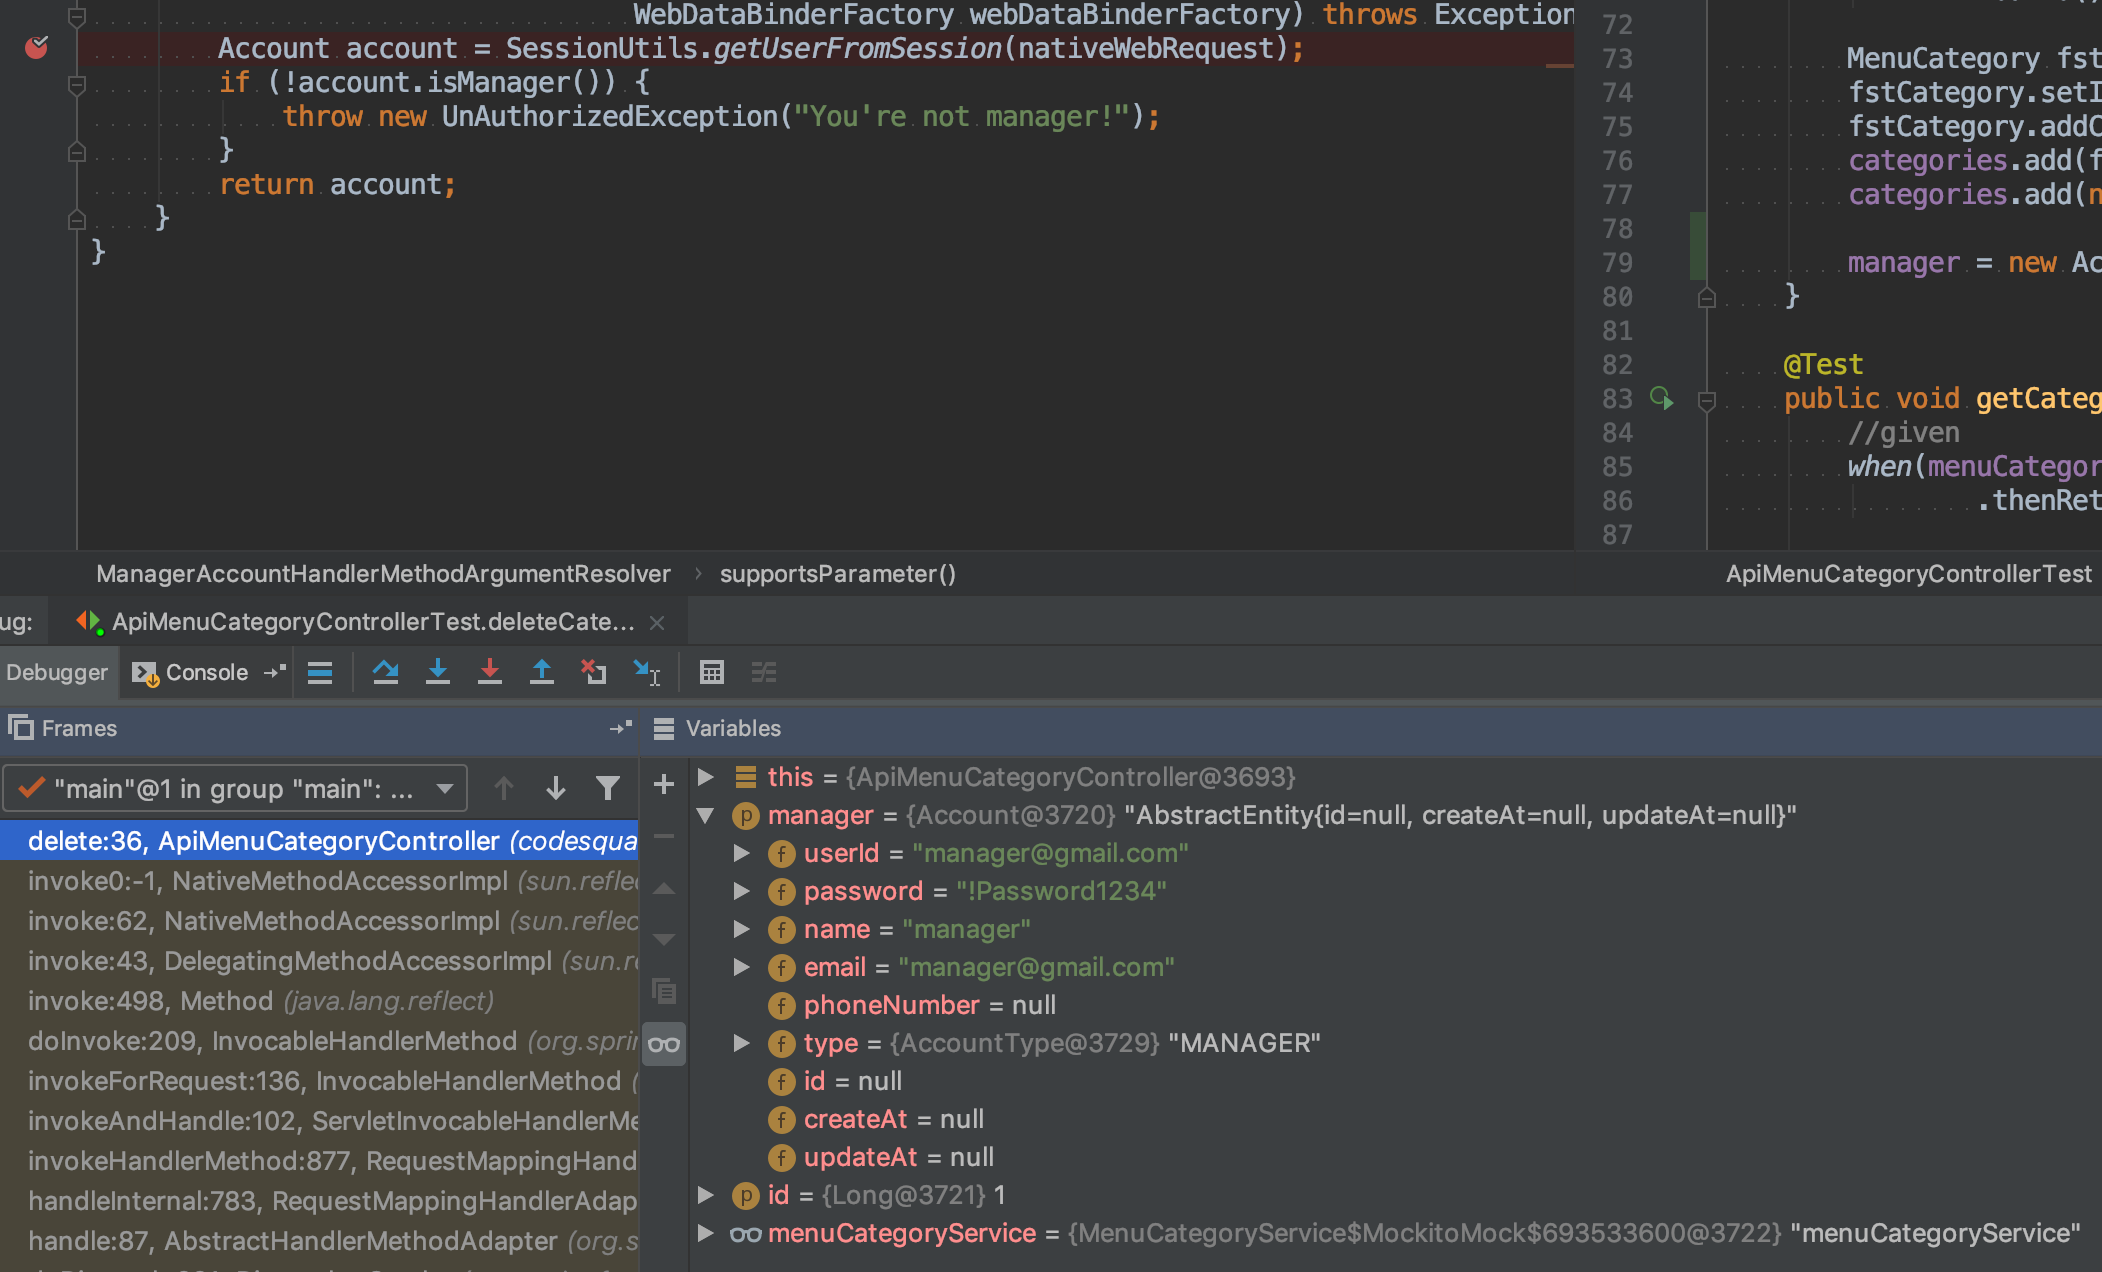 WebDataBinderFactory webDataBinderFactory) throws Exception
Account account = SessionUtils.getUserFromSession(nativeWebRequest);
if (!account.isManager()) {
throw new UnAuthorizedException("You're not manager!");
}
return account;
}
}
72
73 MenuCategory fst
74 fstCategory.setI
75 fstCategory.addC
76 categories.add(f
77 categories.add(n
78
79 manager = new Ac
80 }
81
82 @Test
83 public void getCateg
84 //given
85 when(menuCategor
86 .thenRet
87
ManagerAccountHandlerMethodArgumentResolver › supportsParameter()
ApiMenuCategoryControllerTest
ug: ApiMenuCategoryControllerTest.deleteCate... ×
Debugger Console
Frames
"main"@1 in group "main": ...
delete:36, ApiMenuCategoryController (codesqua
invoke0:-1, NativeMethodAccessorImpl (sun.reflec
invoke:62, NativeMethodAccessorImpl (sun.reflec
invoke:43, DelegatingMethodAccessorImpl (sun.re
invoke:498, Method (java.lang.reflect)
doInvoke:209, InvocableHandlerMethod (org.sprin
invokeForRequest:136, InvocableHandlerMethod (
invokeAndHandle:102, ServletInvocableHandlerMe
invokeHandlerMethod:877, RequestMappingHand
handleInternal:783, RequestMappingHandlerAdap
handle:87, AbstractHandlerMethodAdapter (org.s
Variables
this = {ApiMenuCategoryController@3693}
manager = {Account@3720} "AbstractEntity{id=null, createAt=null, updateAt=null}"
userId = "manager@gmail.com"
password = "!Password1234"
name = "manager"
email = "manager@gmail.com"
phoneNumber = null
type = {AccountType@3729} "MANAGER"
id = null
createAt = null
updateAt = null
id = {Long@3721} 1
menuCategoryService = {MenuCategoryService$MockitoMock$693533600@3722} "menuCategoryService"